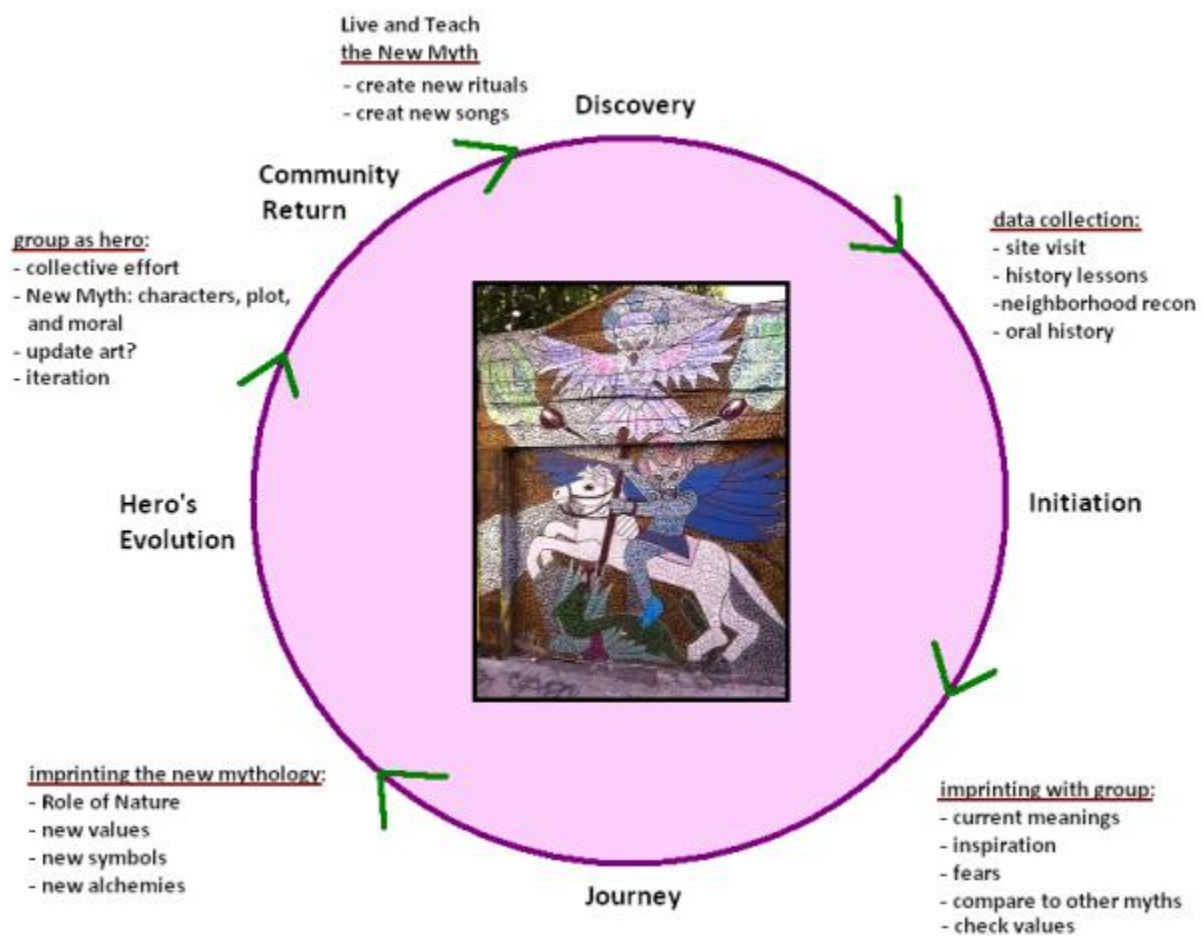 Live and Teach
the New Myth
- create new rituals
- creat new songs
Discovery
Community
Return
data collection:
- site visit
- history lessons
-neighborhood recon
- oral history
group as hero:
- collective effort
- New Myth: characters, plot,
and moral
- update art?
- iteration
Hero's
Evolution
Initiation
imprinting the new mythology:
- Role of Nature
- new values
- new symbols
- new alchemies
imprinting with group:
- current meanings
- inspiration
- fears
- compare to other myths
- check values
Journey